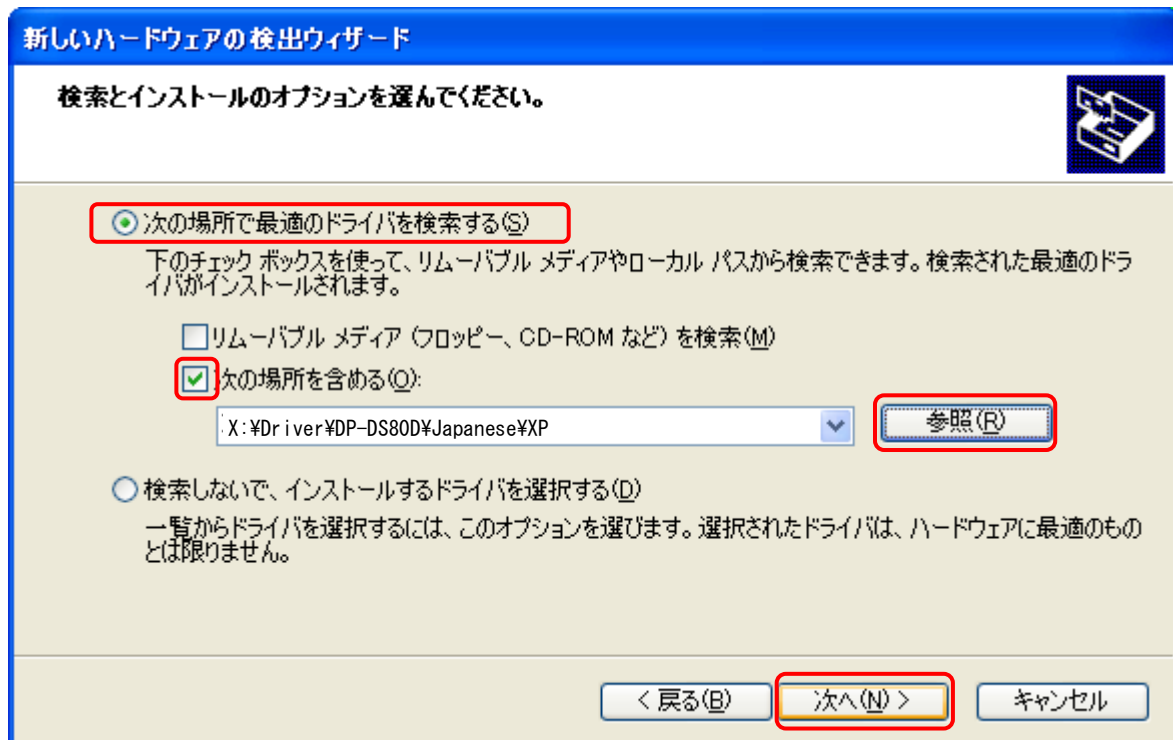 新しいハードウェアの検出ウィザード
検索とインストールのオプションを選んでください。
次の場所で最適のドライバを検索する(S)
下のチェック ボックスを使って、リムーバブル メディアやローカル パスから検索できます。検索された最適のドラ
イバがインストールされます。
リムーバブル メディア (フロッピー、CD-ROM など) を検索(M)
次の場所を含める(O):
X:¥Driver¥DP-DS80D¥Japanese¥XP
参照(R)
検索しないで、インストールするドライバを選択する(D)
一覧からドライバを選択するには、このオプションを選びます。選択されたドライバは、ハードウェアに最適のもの
とは限りません。
< 戻る(B)
次へ(N) >
キャンセル